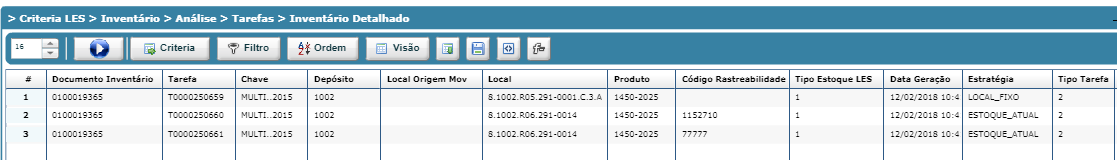 > Criteria LES > Inventário > Análise > Tarefas > Inventário Detalhado
16 Criteria Filtro Ordem Visão
# Documento Inventário Tarefa Chave Depósito Local Origem Mov Local Produto Código Rastreabilidade Tipo Estoque LES Data Geração Estratégia Tipo Tarefa
1 0100019365 T0000250659 MULTI..2015 1002 8.1002.R05.291-0001.C.3.A 1450-2025 1 12/02/2018 10:4 LOCAL_FIXO 2
2 0100019365 T0000250660 MULTI..2015 1002 8.1002.R06.291-0014 1450-2025 1152710 1 12/02/2018 10:4 ESTOQUE_ATUAL 2
3 0100019365 T0000250661 MULTI..2015 1002 8.1002.R06.291-0014 1450-2025 77777 1 12/02/2018 10:4 ESTOQUE_ATUAL 2